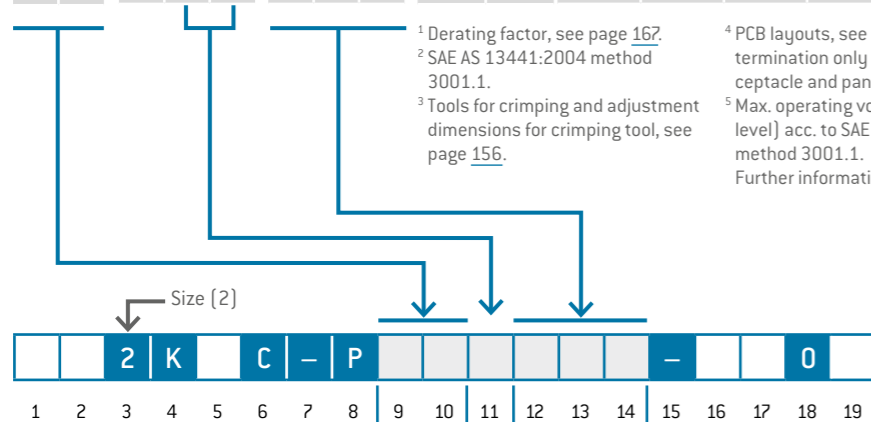 1 Derating factor, see page 167.
2 SAE AS 13441:2004 method
3001.1.
3 Tools for crimping and adjustment
dimensions for crimping tool, see
page 156.
4 PCB layouts, see
termination only
ceptacle and pan
5 Max. operating vo
level) acc. to SAE
method 3001.1.
Further informati
Size (2)
2 K C – P – 0
1 2 3 4 5 6 7 8 9 10 11 12 13 14 15 16 17 18 19